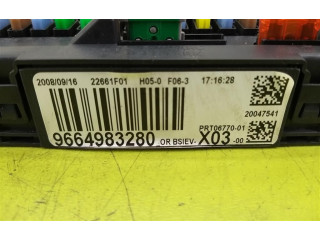 2008/09/16 22661F01 H05-0 F06-3 17:16:28
20047541
PRT06770-01
9664983280 OR BSIEV- X03 -00